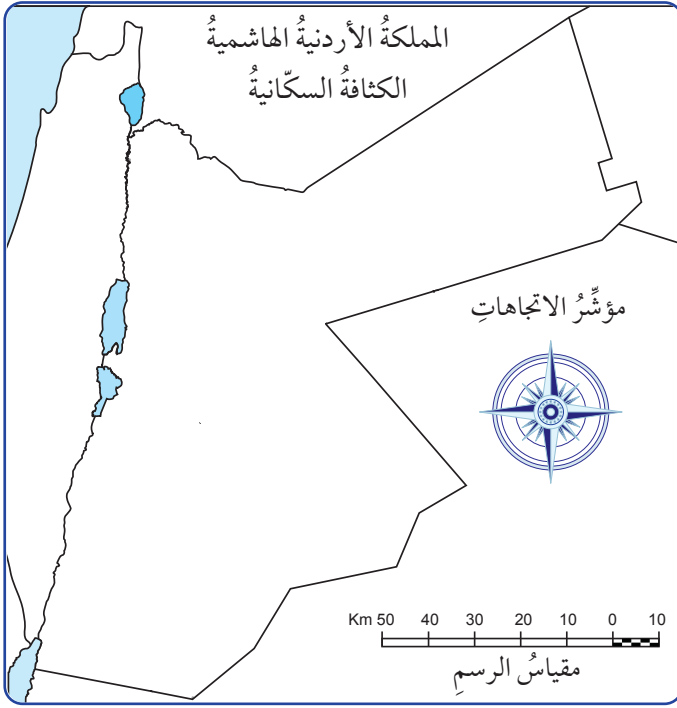 المملكةُ الأردنيةُ الهاشميةُ
الكثافةُ السكّانيةُ
مؤشِّرُ الاتجاهاتِ
Km 50 40 30 20 10 0 10
مقياسُ الرسمِ